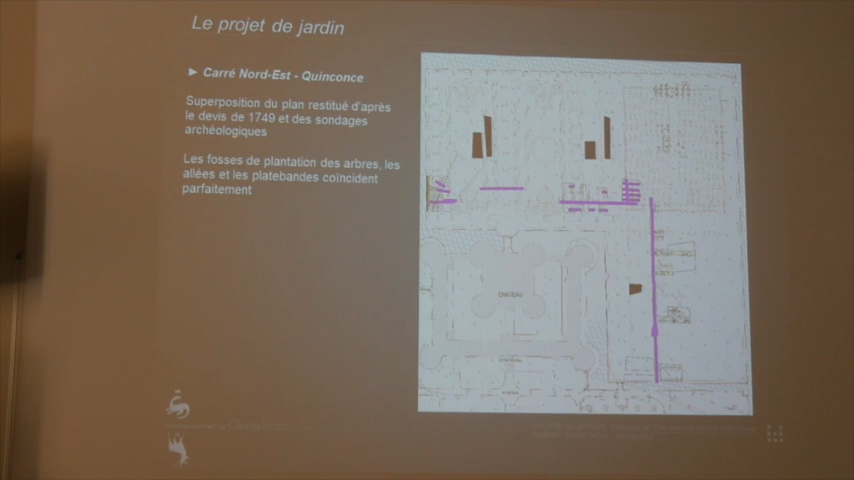 Le projet de jardin
► Carré Nord-Est - Quinconce
Superposition du plan restitué d'après
le devis de 1749 et des sondages
archéologiques
Les fosses de plantation des arbres, les
allées et les platebandes coïncident
parfaitement
CHATEAU